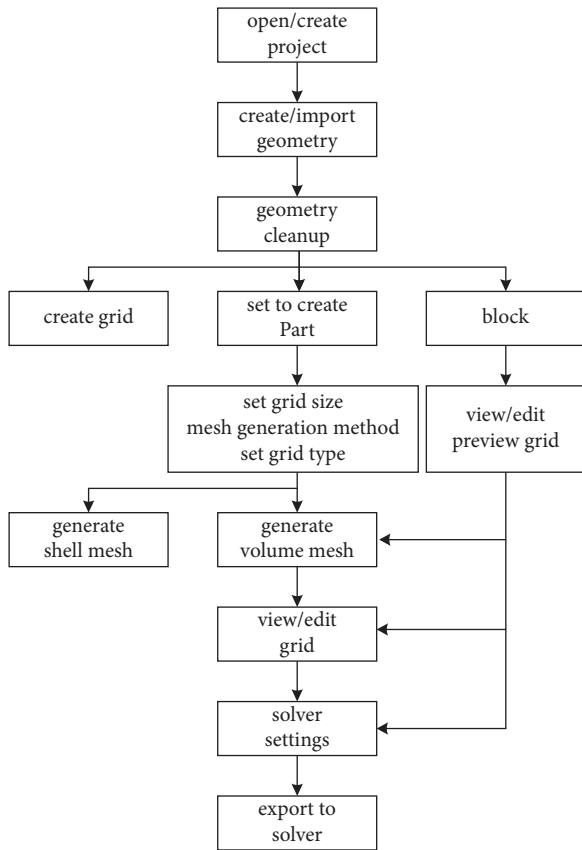 open/create
project
create/import
geometry
geometry
cleanup
create grid
set to create
Part
block
set grid size
mesh generation method
set grid type
view/edit
preview grid
generate
shell mesh
generate
volume mesh
view/edit
grid
solver
settings
export to
solver